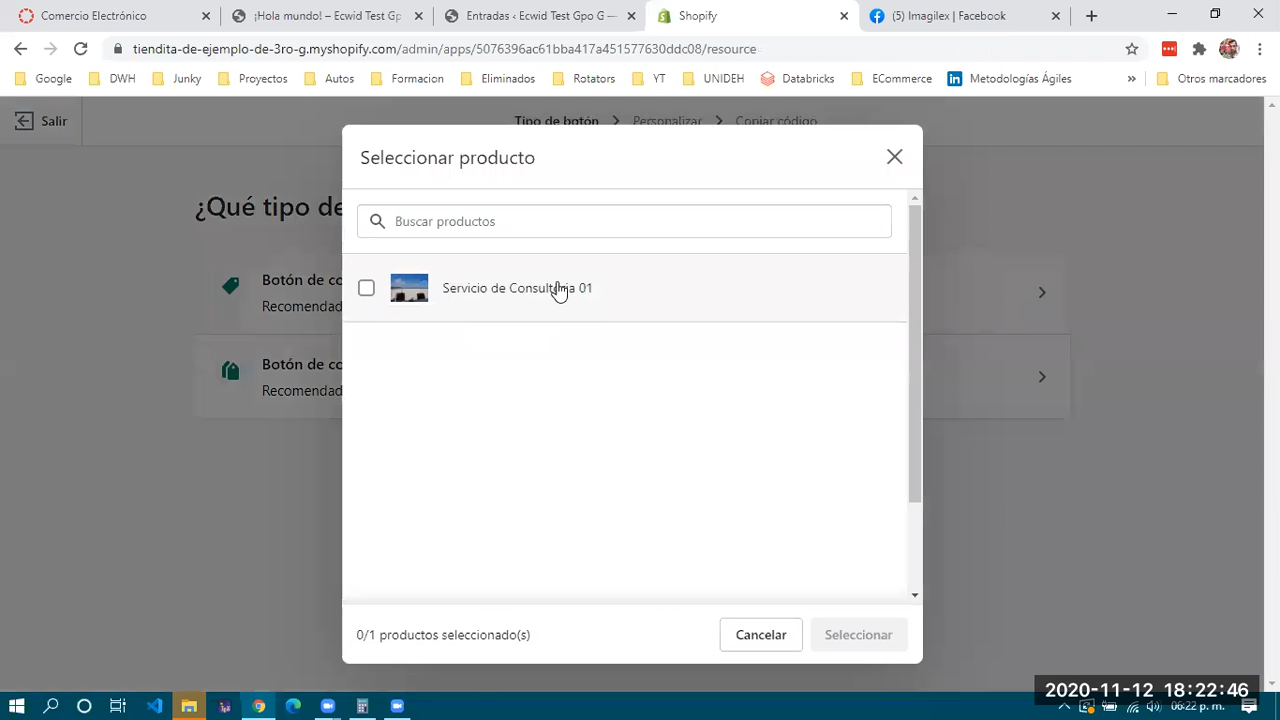 Comercio Electrónico
¡Hola mundo! – Ecwid Test Gp
Entradas ‹ Ecwid Test Gpo G —
Shopify
(5) Imagilex | Facebook
tiendita-de-ejemplo-de-3ro-g.myshopify.com/admin/apps/5076396ac61bba417a451577630ddc08/resource
Google
DWH
Junky
Proyectos
Autos
Formacion
Eliminados
Rotators
YT
UNIDEH
Databricks
ECommerce
Metodologías Ágiles
»
Otros marcadores
Salir
Tipo de botón
Personalizar
Copiar código
Seleccionar producto
¿Qué tipo de
Buscar productos
Botón de co
Recomendad
Servicio de Consultoria 01
Botón de co
Recomendad
0/1 productos seleccionado(s)
Cancelar
Seleccionar
2020-11-12 18:22:46
06:22 p. m.